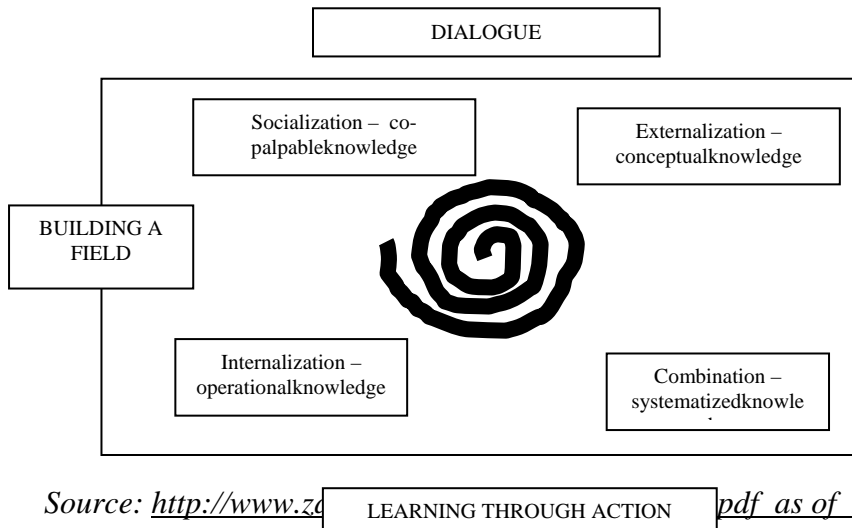 DIALOGUE
Socialization – co-
palpableknowledge
Externalization –
conceptualknowledge
BUILDING A
FIELD
Internalization –
operationalknowledge
Combination –
systematizedknowle
LEARNING THROUGH ACTION
Source: http://www.za pdf as of